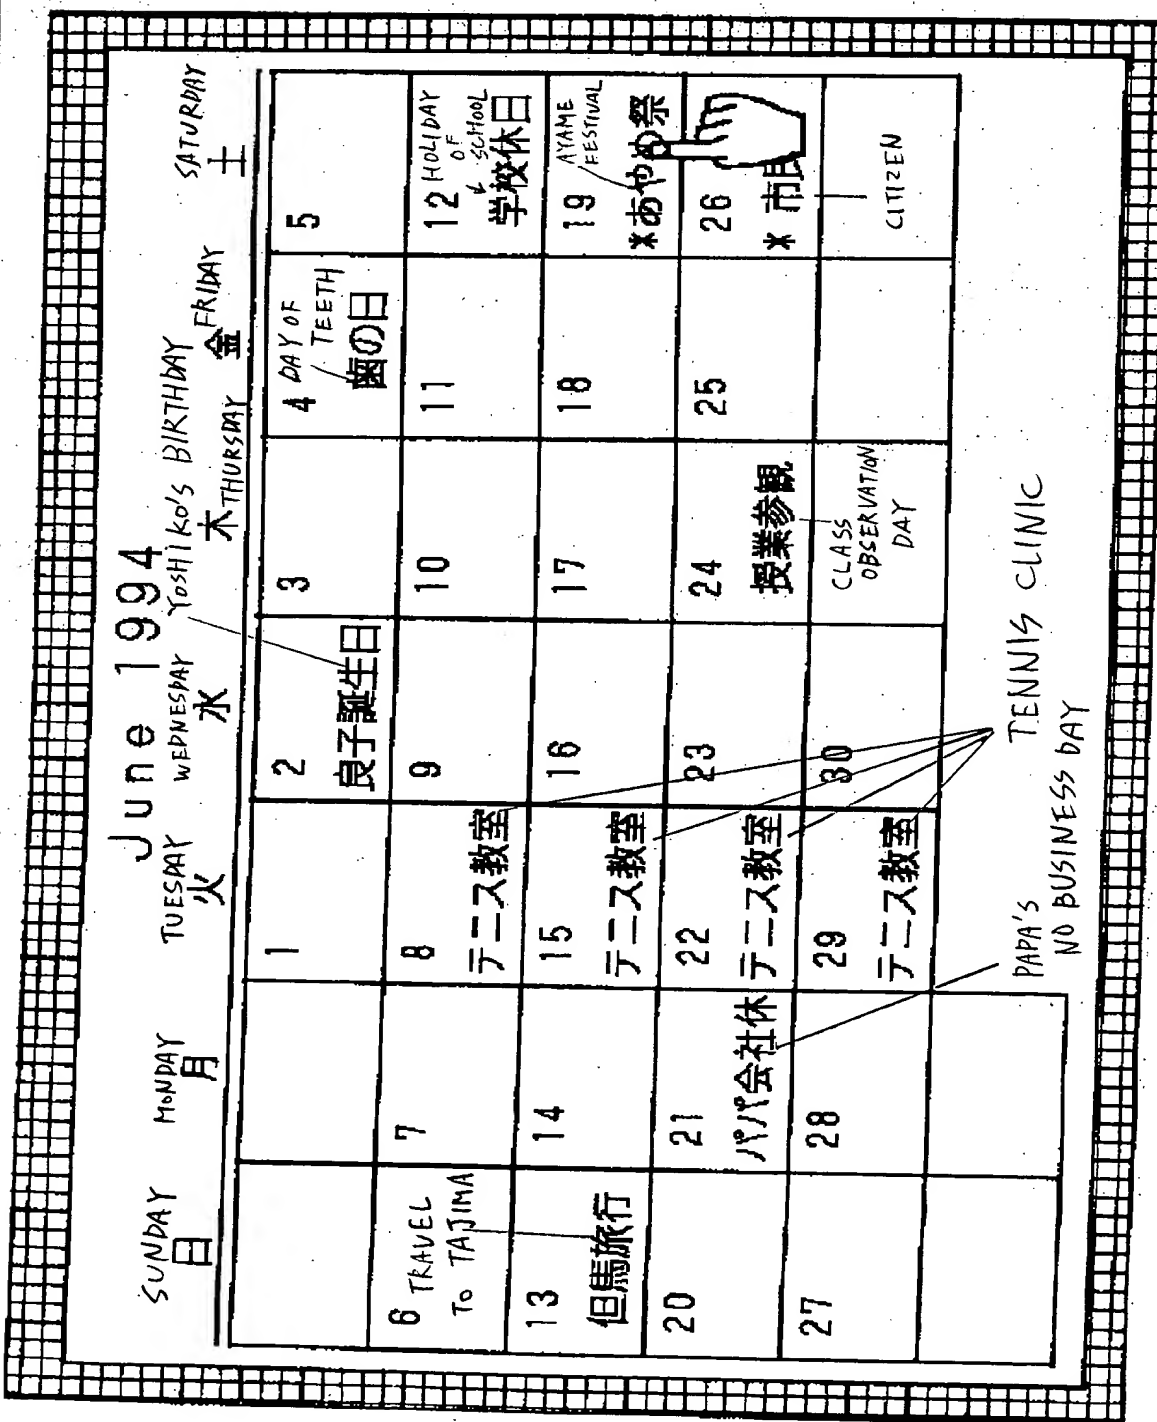 June 1994
YOSHIKO'S BIRTHDAY
SUNDAY MONDAY TUESDAY WEDNESDAY THURSDAY FRIDAY SATURDAY
日 月 火 水 木 金 土
1 2 3 4 5
良子誕生日
DAY OF
TEETH
歯の日
6 7 8 9 10 11 12
TRAVEL
TO TAJIMA
テニス教室
HOLIDAY
OF
SCHOOL
学校休日
13 14 15 16 17 18 19
但馬旅行
テニス教室
AYAME
FESTIVAL
*あやめ祭
20 21 22 23 24 25 26
パパ会社休
テニス教室
授業参観
* 市民
27 28 29 30
テニス教室
CLASS
OBSERVATION
DAY
CITIZEN
PAPA'S
NO BUSINESS DAY
TENNIS CLINIC